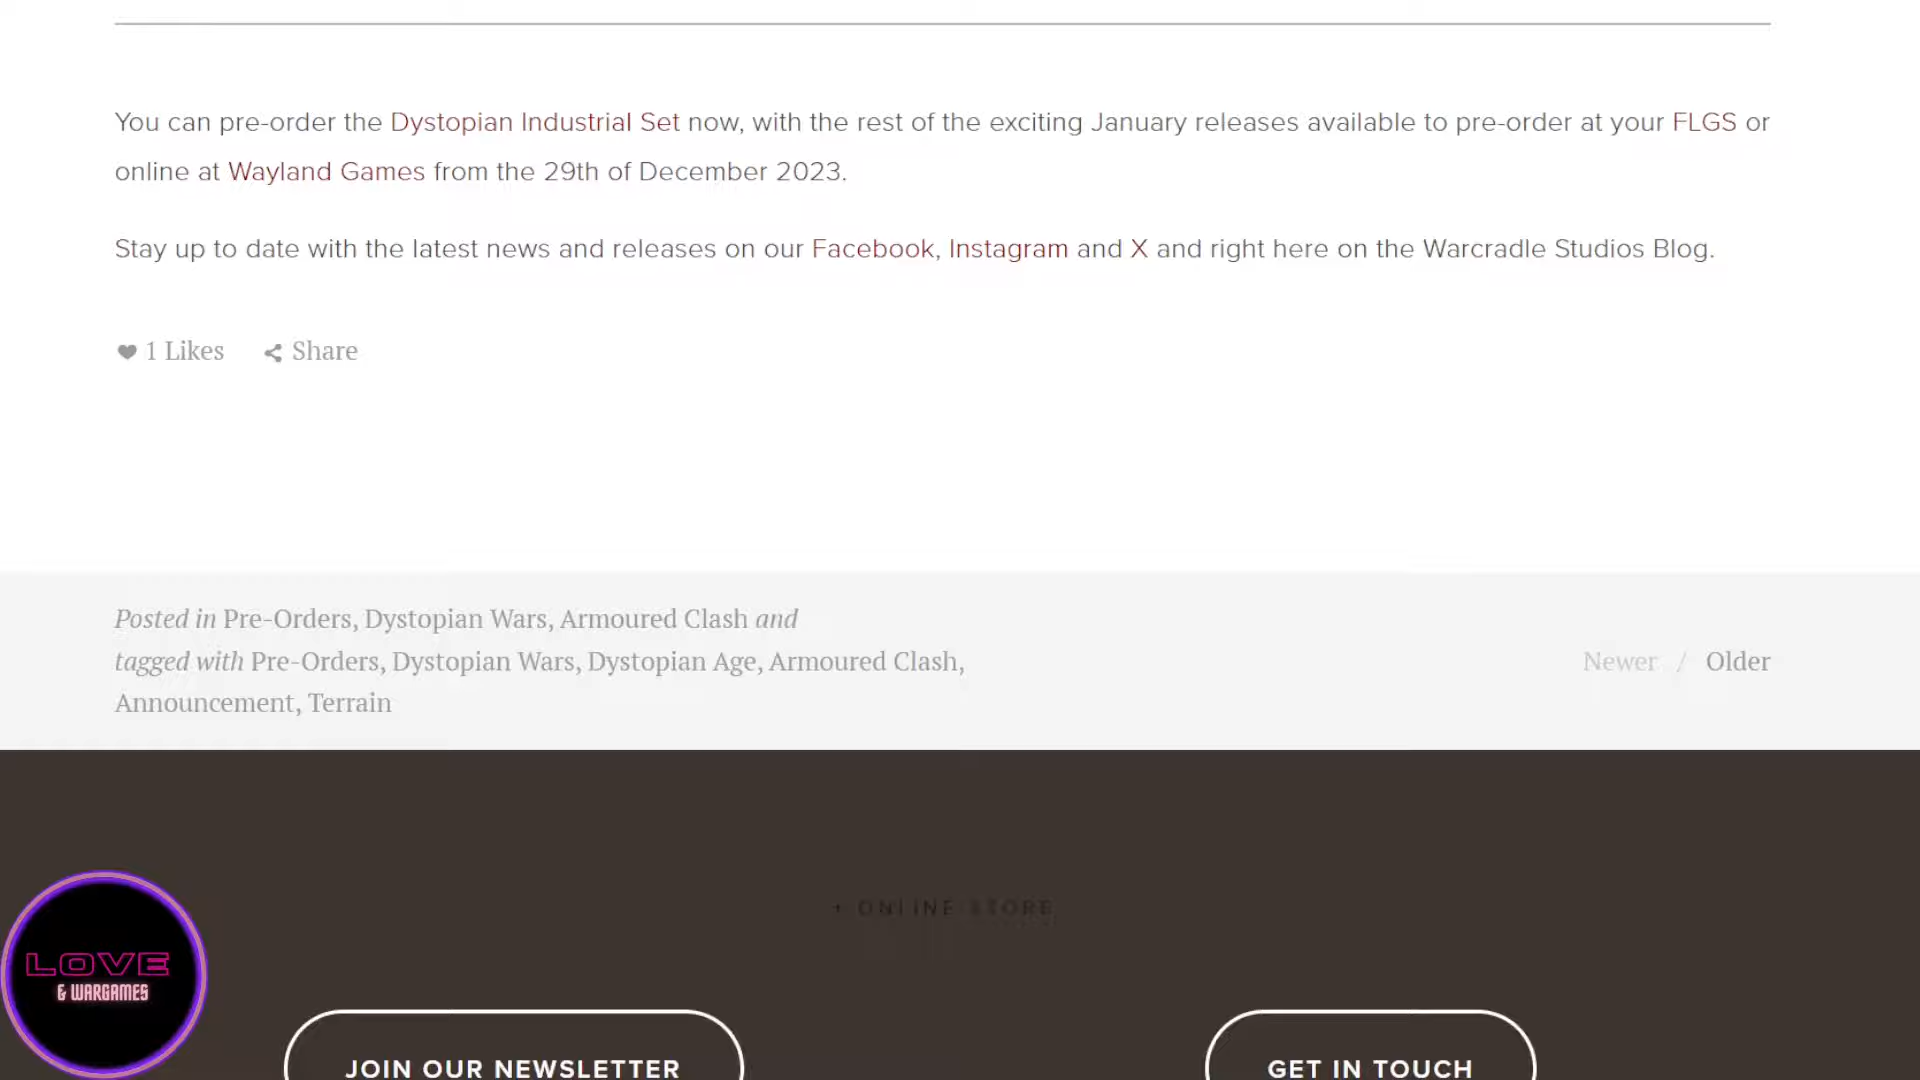 You can pre-order the Dystopian Industrial Set now, with the rest of the exciting January releases available to pre-order at your FLGS or
online at Wayland Games from the 29th of December 2023.
Stay up to date with the latest news and releases on our Facebook, Instagram and X and right here on the Warcradle Studios Blog.
1 Likes Share
Posted in Pre-Orders, Dystopian Wars, Armoured Clash and
tagged with Pre-Orders, Dystopian Wars, Dystopian Age, Armoured Clash,
Announcement, Terrain
Newer / Older
+ ONLINE STORE
LOVE
& WARGAMES
JOIN OUR NEWSLETTER
GET IN TOUCH